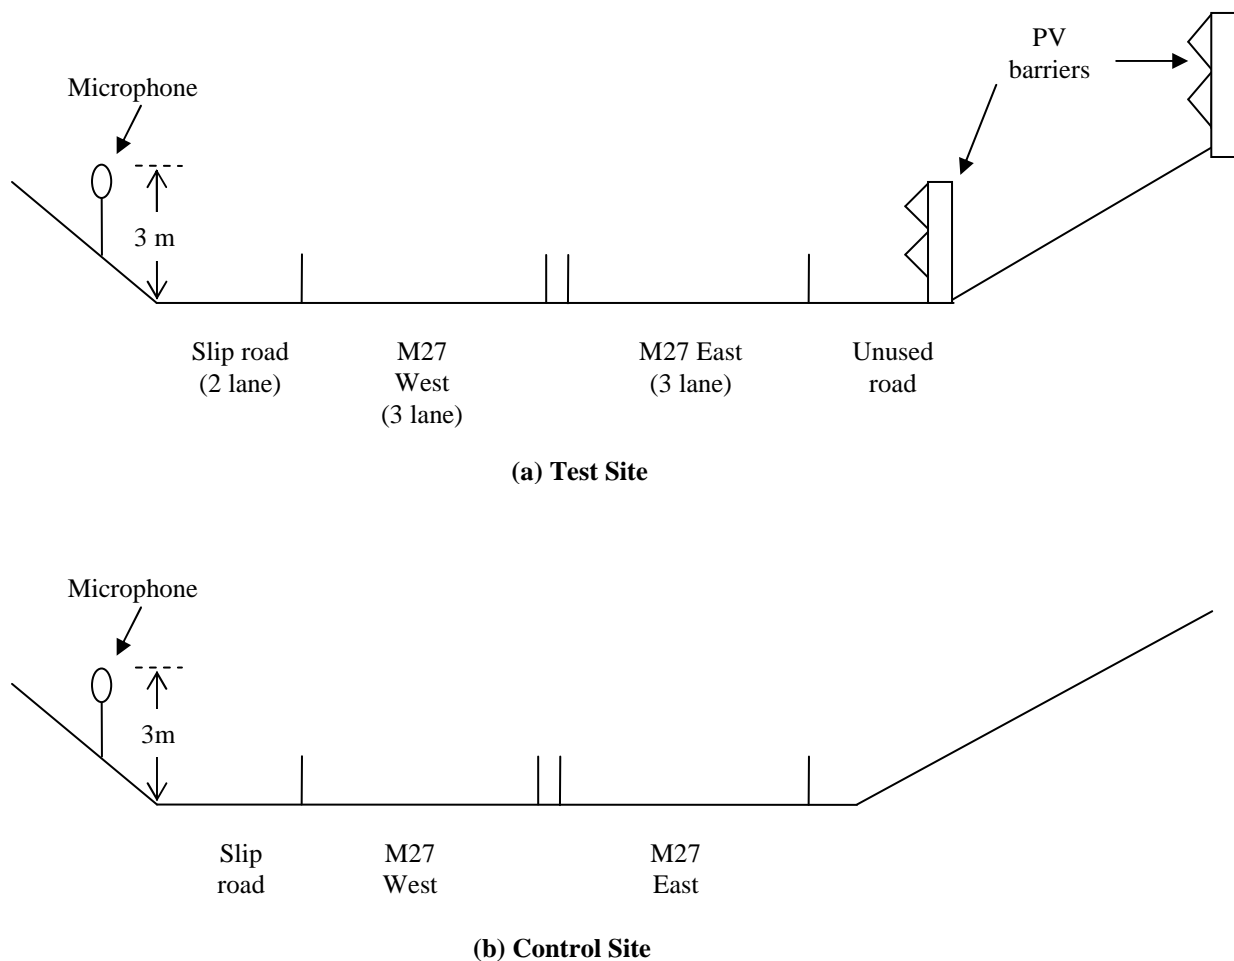 PV
barriers
Microphone
3 m
Slip road
(2 lane)
M27
West
(3 lane)
M27 East
(3 lane)
Unused
road
(a) Test Site
Microphone
3m
Slip
road
M27
West
M27
East
(b) Control Site